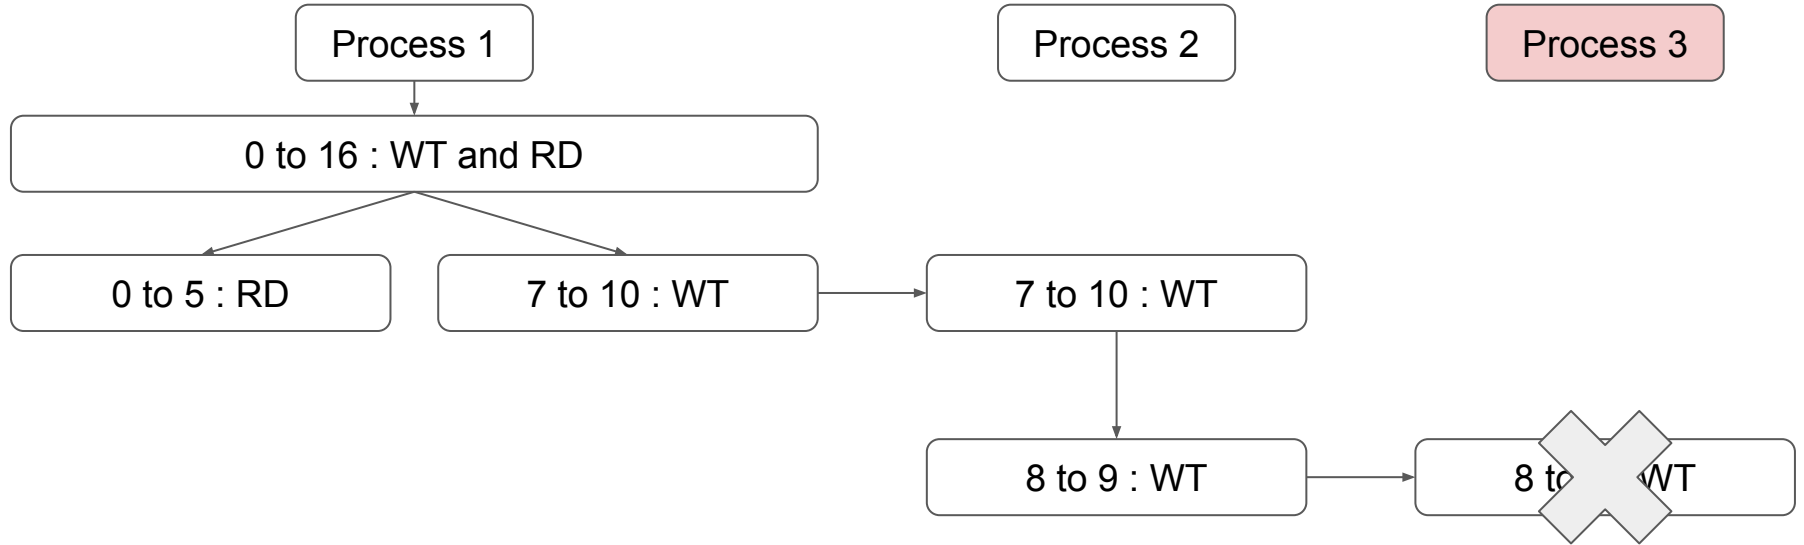 Process 1
Process 2
Process 3
0 to 16 : WT and RD
0 to 5 : RD
7 to 10 : WT
7 to 10 : WT
8 to 9 : WT
8 WT